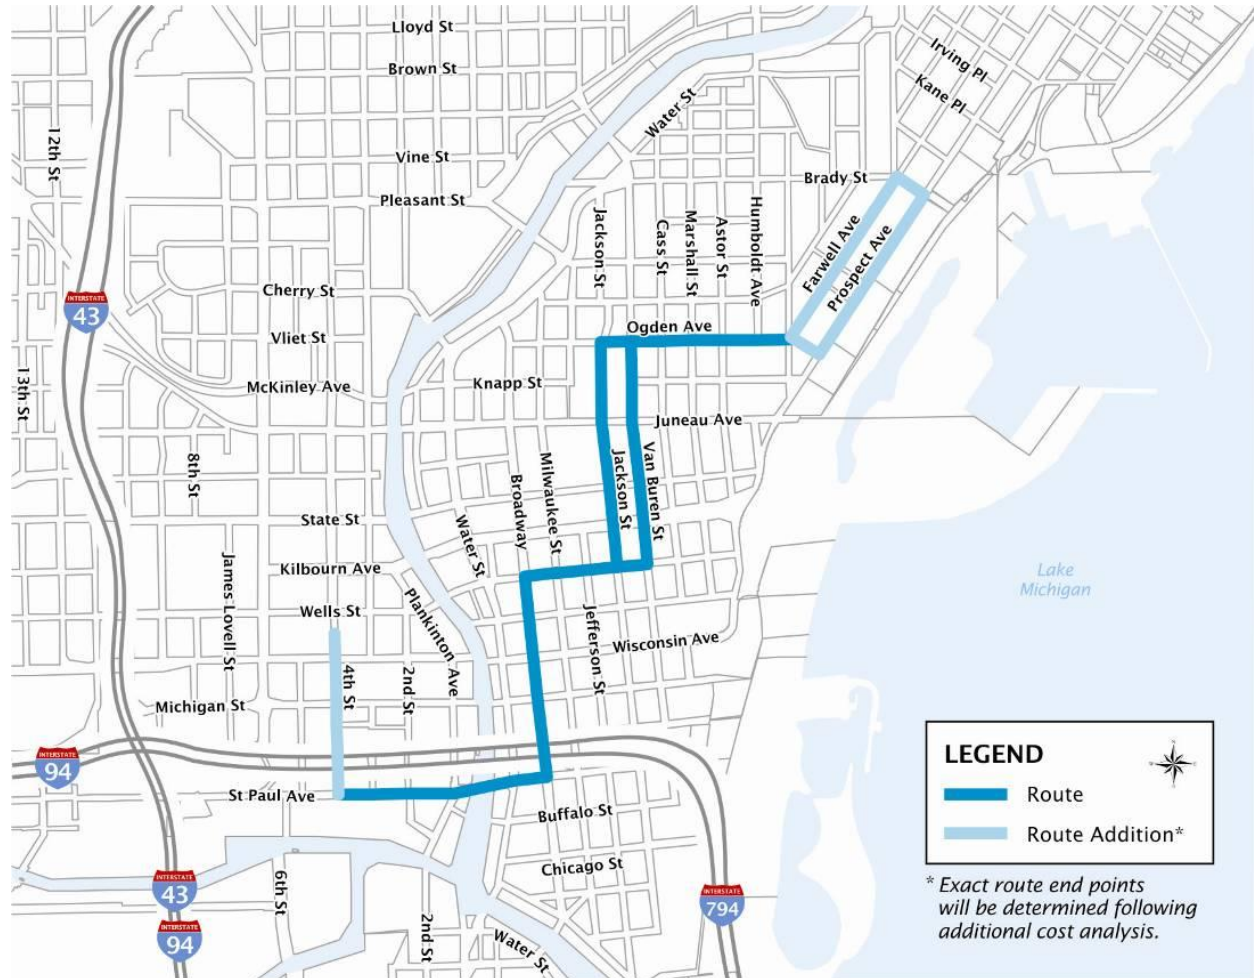 Lloyd St
Brown St
Irving Pl
Kane Pl
Water St
12th St
Vine St
Pleasant St
Brady St
Jackson St
Cass St
Marshall St
Astor St
Humboldt Ave
Farwell Ave
Prospect Ave
Cherry St
INTERSTATE
43
Vliet St
Ogden Ave
13th St
McKinley Ave
Knapp St
Juneau Ave
8th St
Broadway
Milwaukee St
Jackson St
Van Buren St
State St
Water St
James Lovell St
Kilbourn Ave
Wells St
Plankinton Ave
Jefferson St
Wisconsin Ave
Lake
Michigan
4th St
2nd St
Michigan St
INTERSTATE
94
St Paul Ave
Buffalo St
Chicago St
6th St
2nd St
Water St
INTERSTATE
43
INTERSTATE
94
INTERSTATE
794
LEGEND
Route
Route Addition*
* Exact route end points
will be determined following
additional cost analysis.